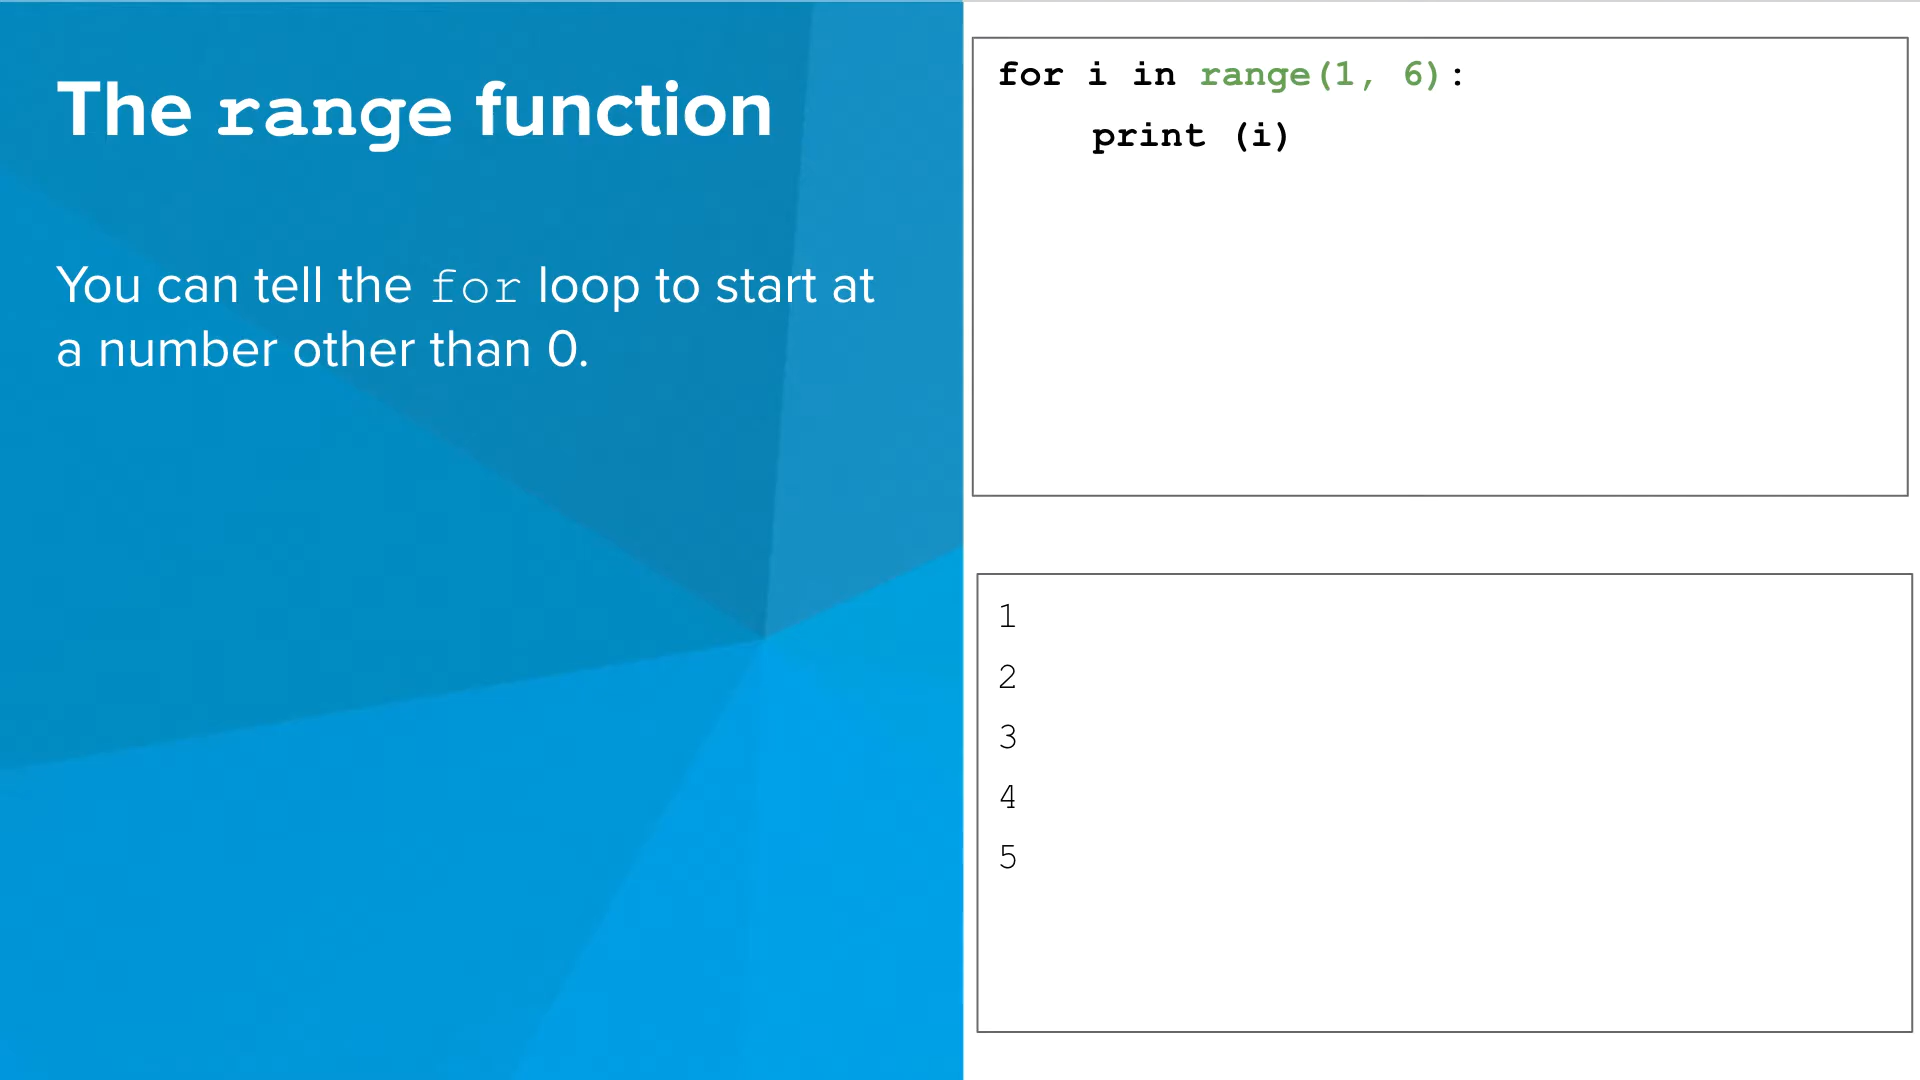 The range function
You can tell the for loop to start at
a number other than 0.
for i in range(1, 6):
    print (i)
1
2
3
4
5